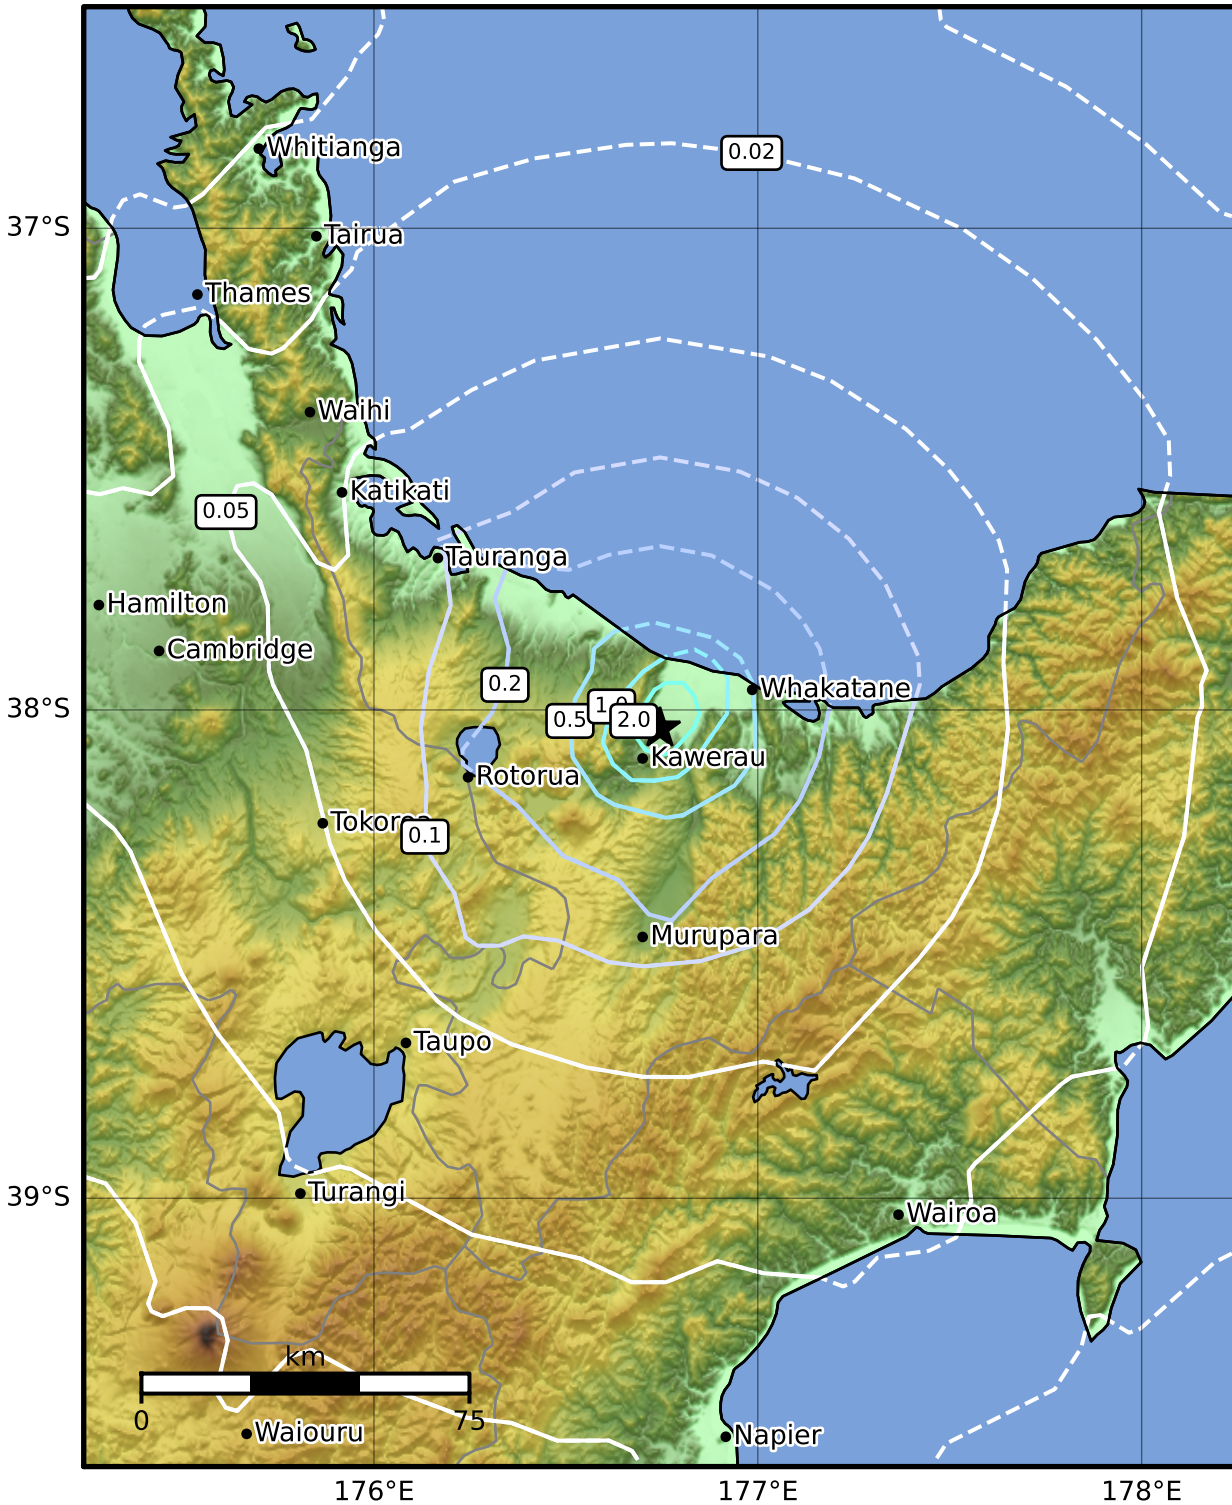 Whitianga
0.02
37°S
Tairua
Thames
Waihi
Katikati
0.05
Tauranga
Hamilton
Cambridge
0.2
Whakatane
38°S
0.5
2.0
Kawerau
Rotorua
0.1
Murupara
Taupo
Turangi
39°S
Wairoa
km
0
75
Waiouru
Napier
176°E
177°E
178°E